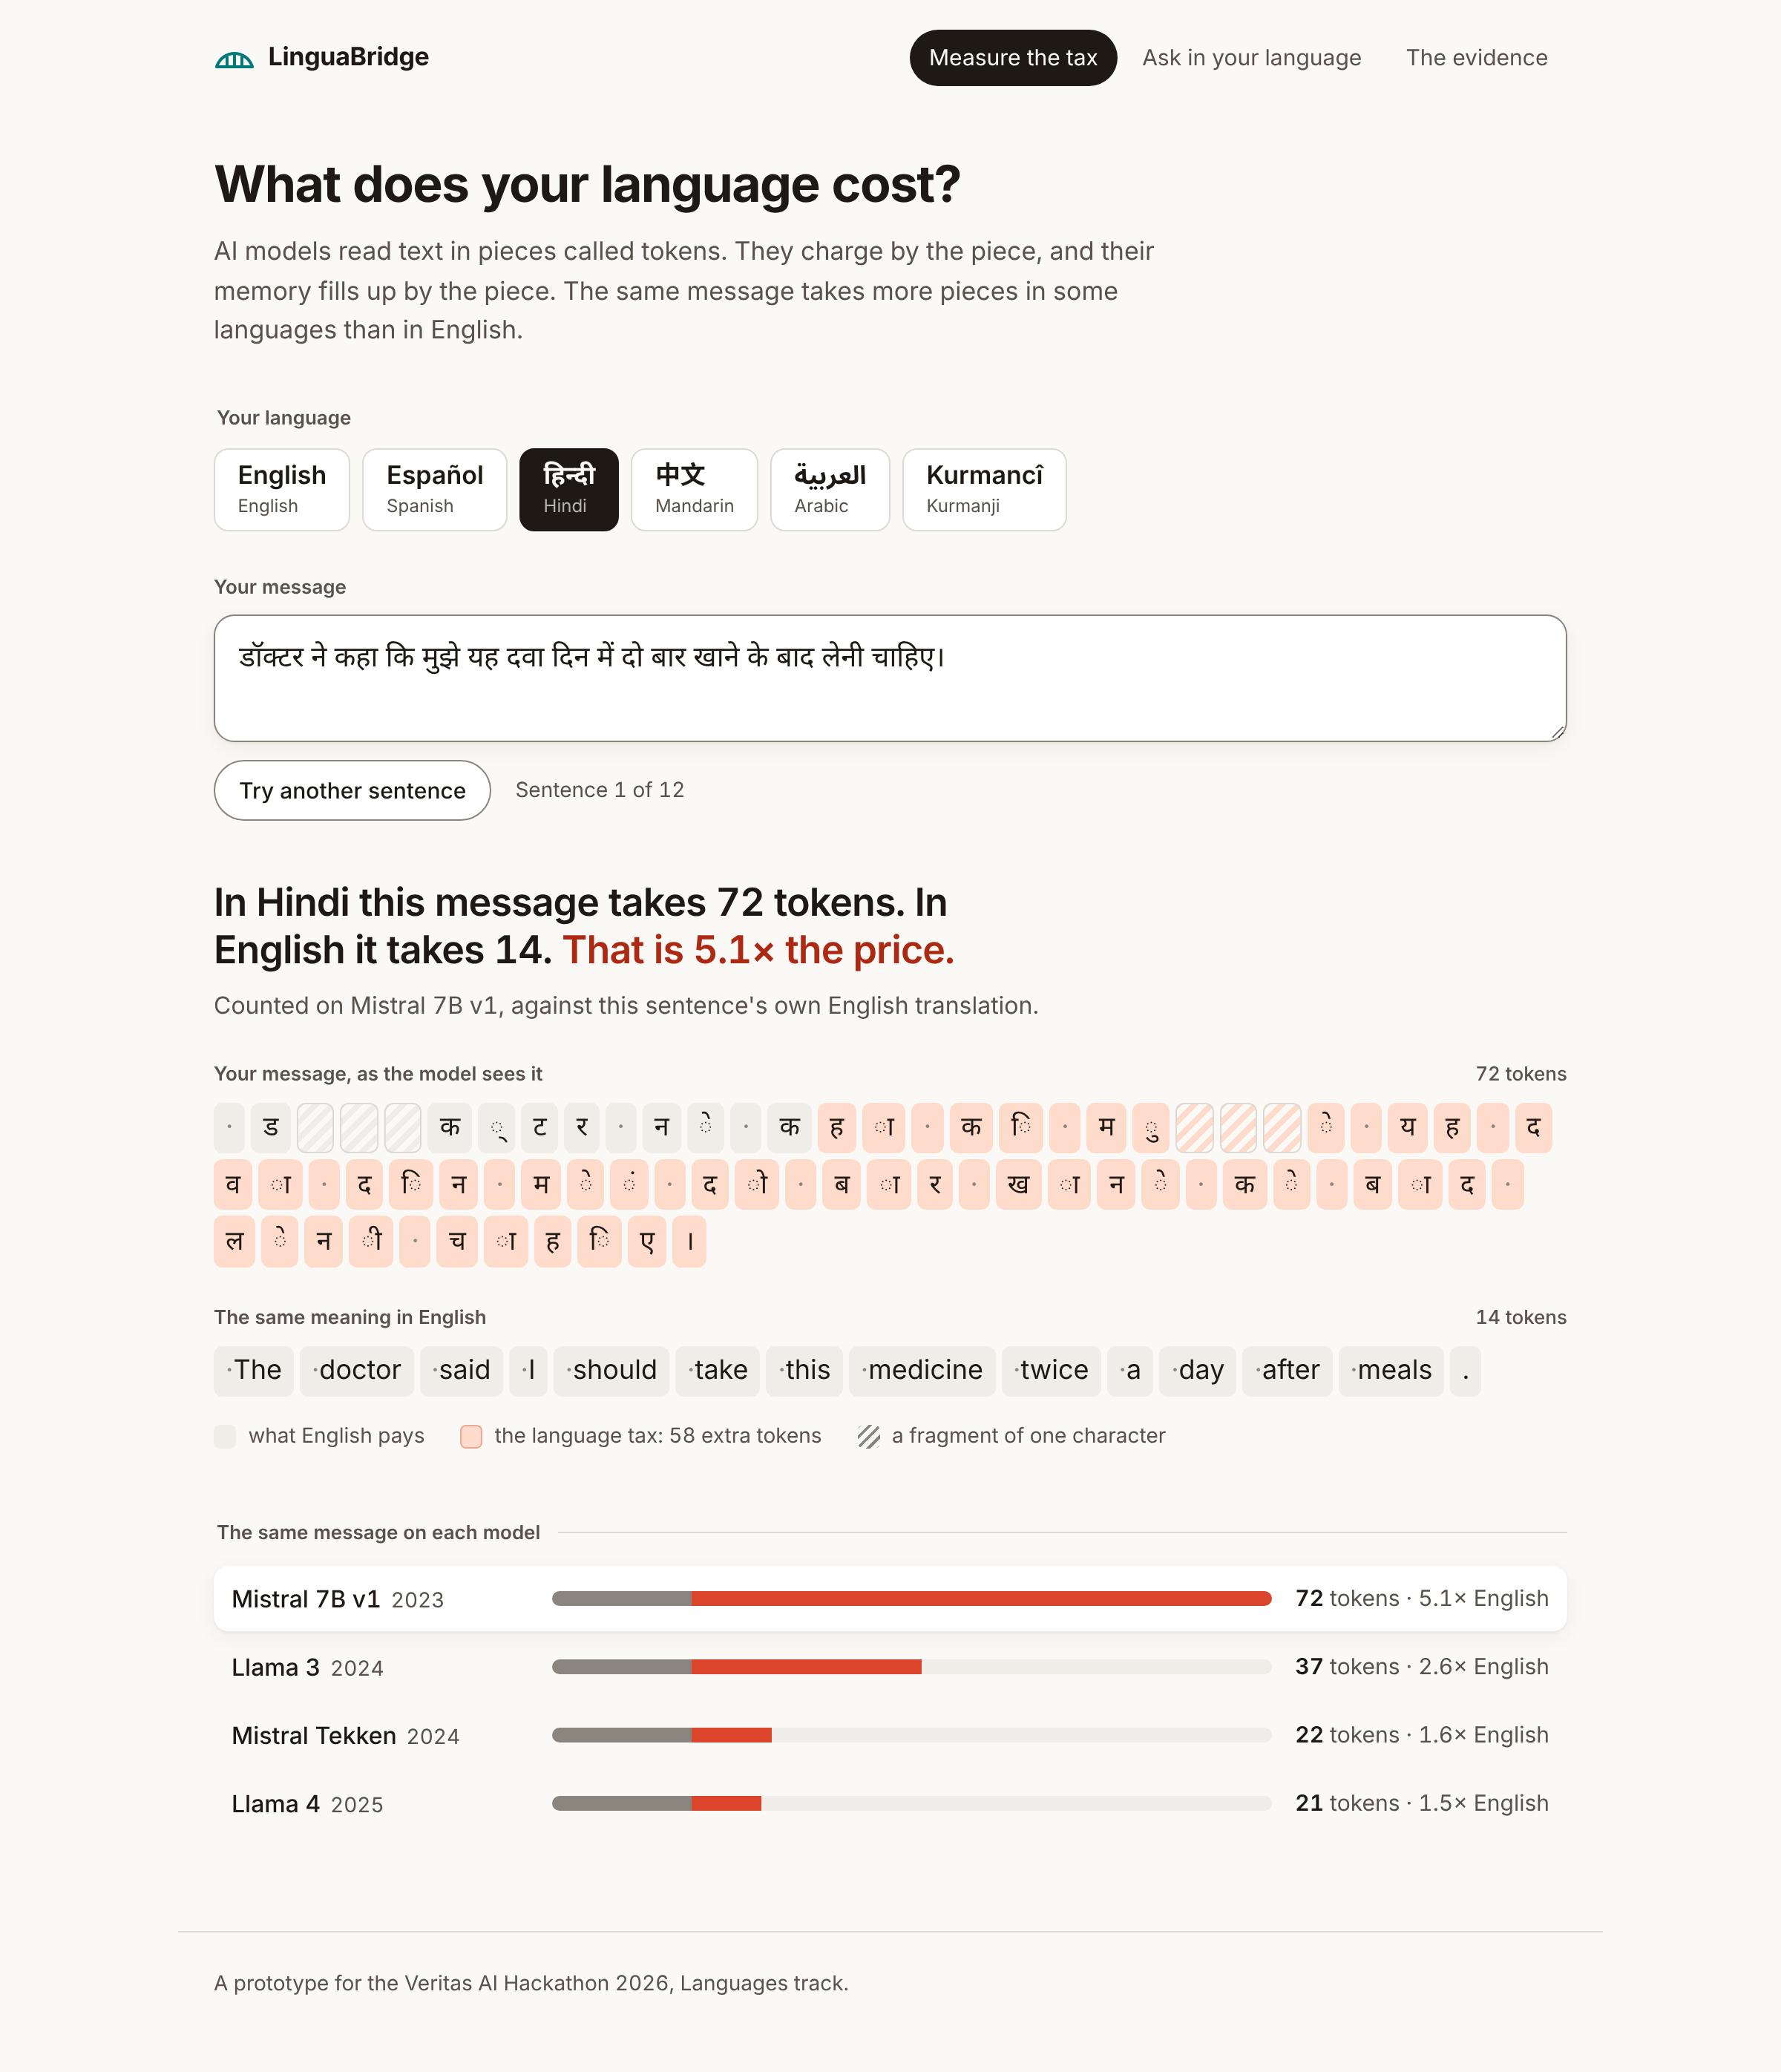 LinguaBridge
Measure the tax
Ask in your language
The evidence
What does your language cost?
AI models read text in pieces called tokens. They charge by the piece, and their
memory fills up by the piece. The same message takes more pieces in some
languages than in English.
Your language
English
English
Español
Spanish
हिन्दी
Hindi
中文
Mandarin
العربية
Arabic
Kurmancî
Kurmanji
Your message
डॉक्टर ने कहा कि मुझे यह दवा दिन में दो बार खाने के बाद लेनी चाहिए।
Try another sentence
Sentence 1 of 12
In Hindi this message takes 72 tokens. In
English it takes 14. That is 5.1× the price.
Counted on Mistral 7B v1, against this sentence's own English translation.
Your message, as the model sees it
72 tokens
· ड क ् ट र · न े · क ह ा · क ि · म ु े · य ह · द
व ा · द ि न · म े ं · द ो · ब ा र · ख ा न े · क े · ब ा द ·
ल े न ी · च ा ह ि ए ।
The same meaning in English
14 tokens
·The ·doctor ·said ·I ·should ·take ·this ·medicine ·twice ·a ·day ·after ·meals .
what English pays
the language tax: 58 extra tokens
a fragment of one character
The same message on each model
Mistral 7B v1 2023
72 tokens · 5.1× English
Llama 3 2024
37 tokens · 2.6× English
Mistral Tekken 2024
22 tokens · 1.6× English
Llama 4 2025
21 tokens · 1.5× English
A prototype for the Veritas AI Hackathon 2026, Languages track.